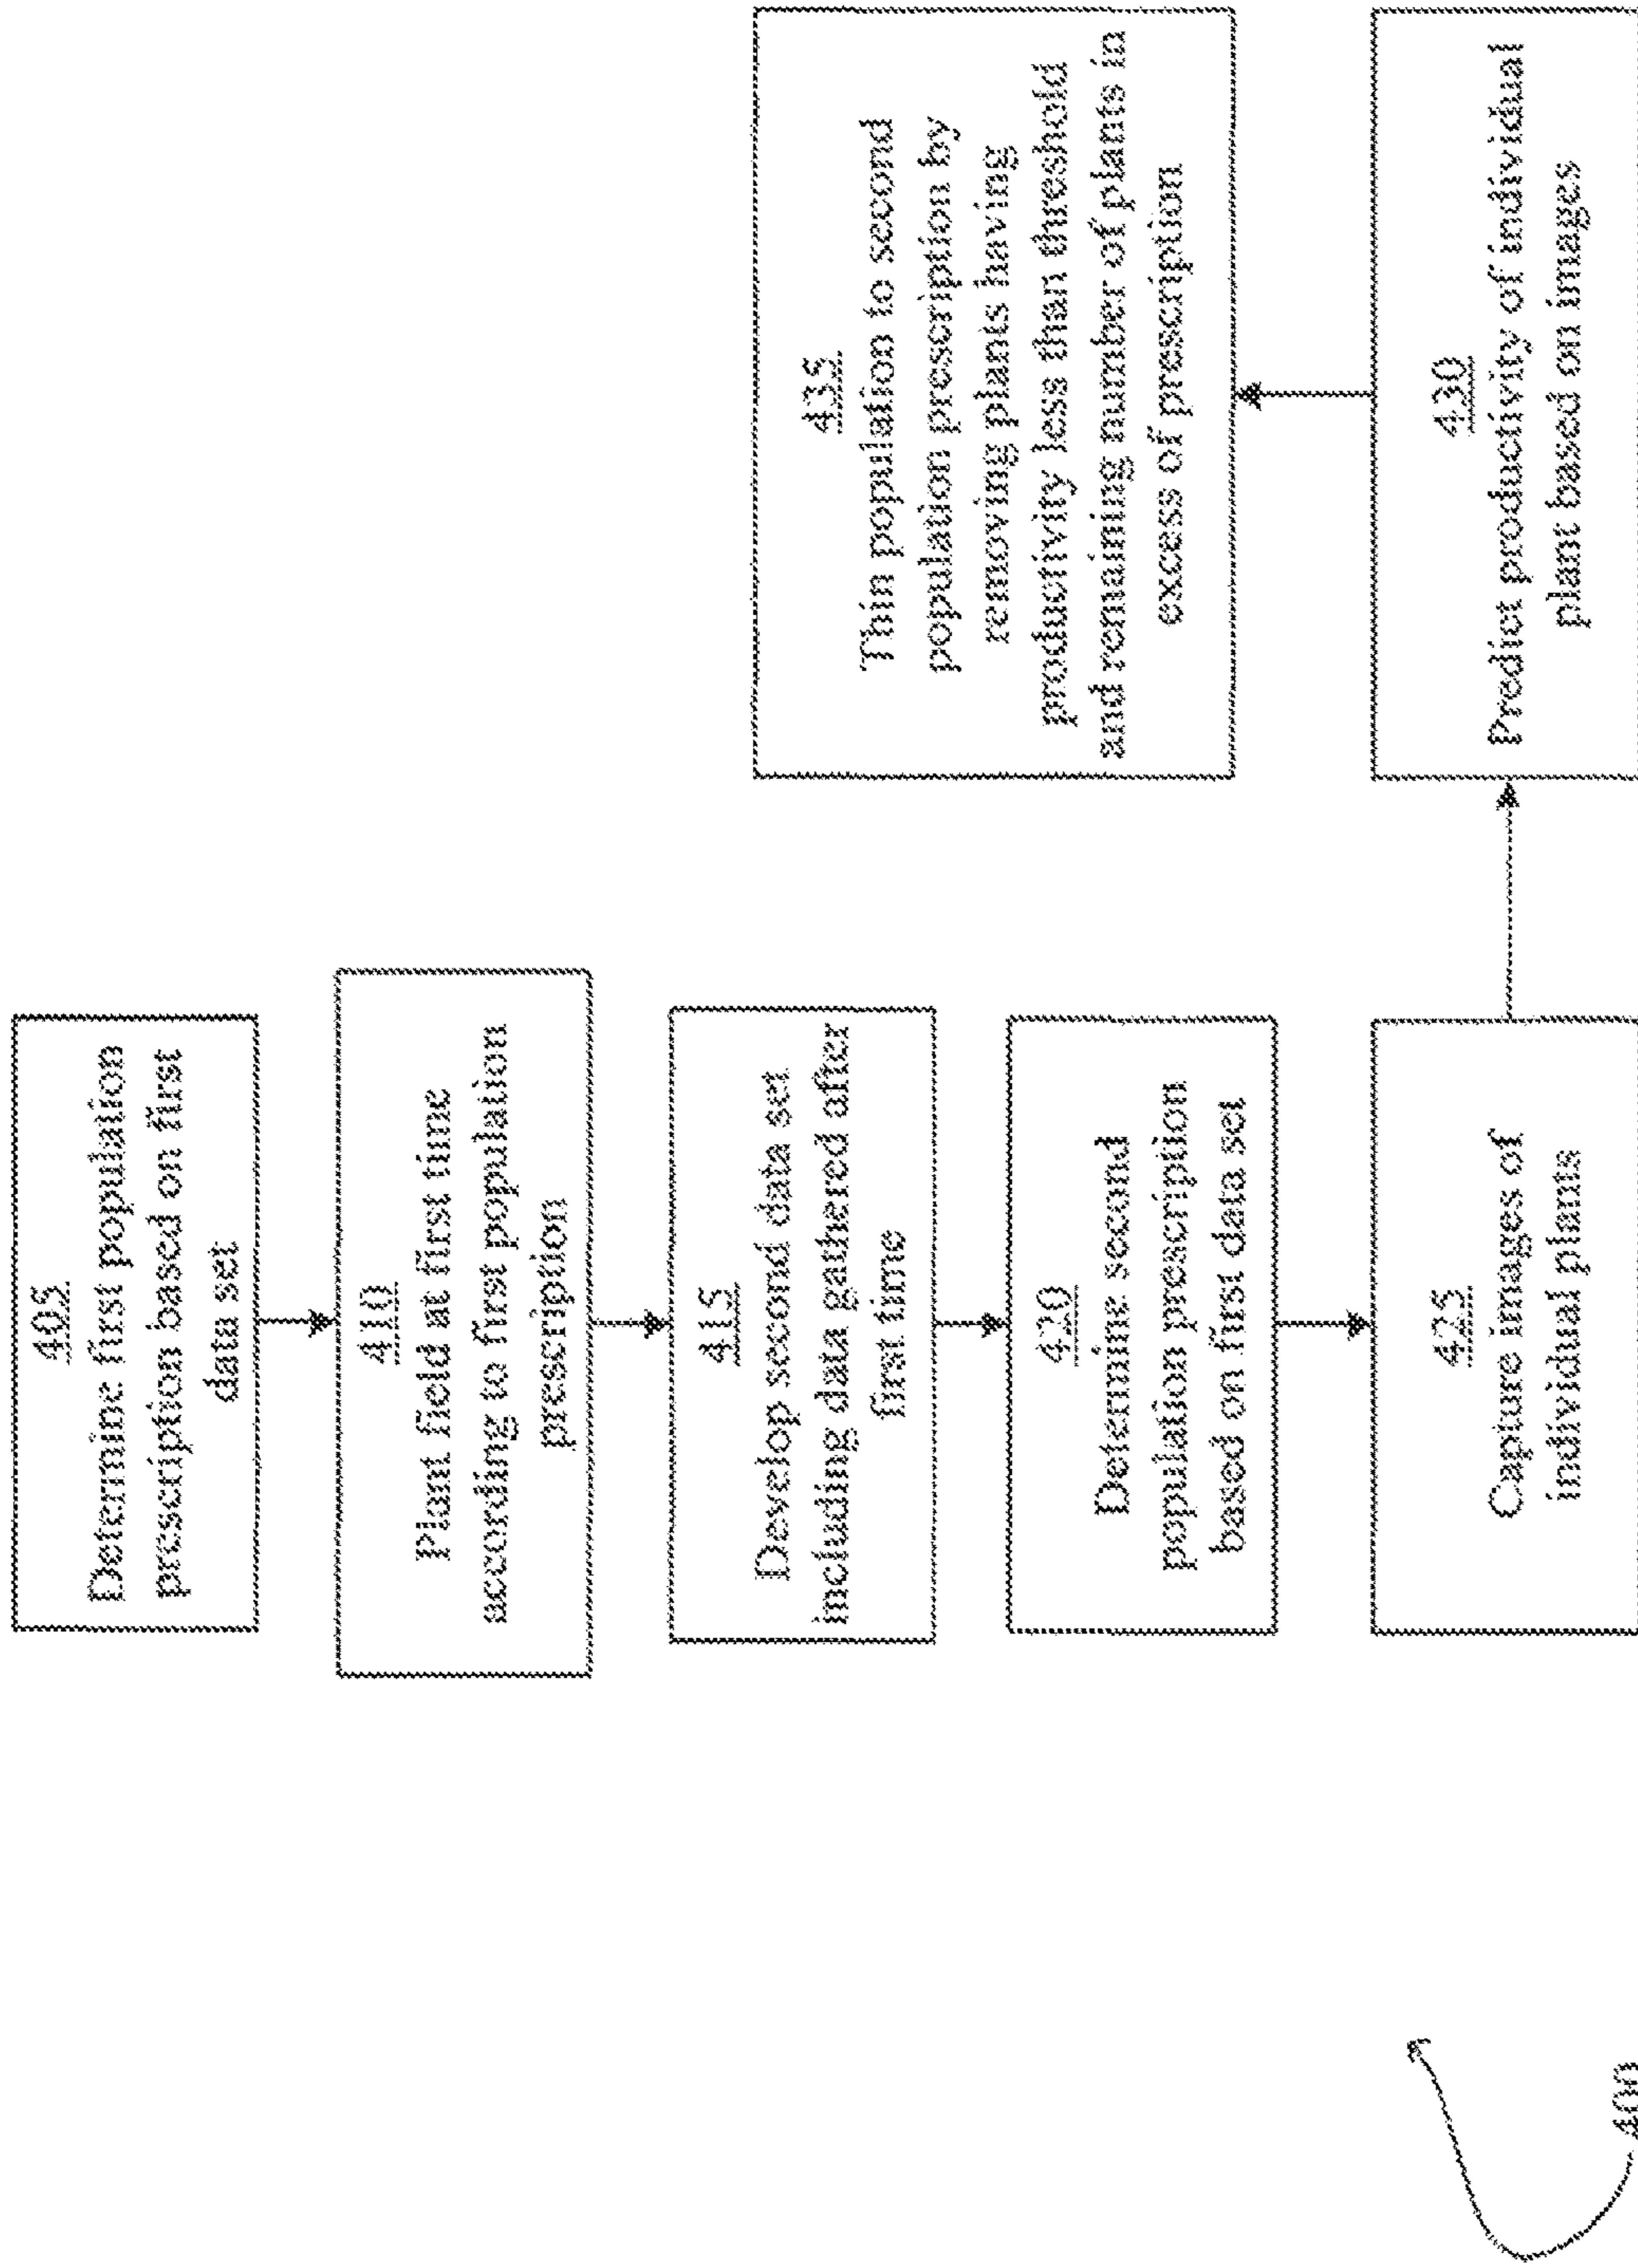 405
Determine first population
prescription based on first
data set
410
Plant field at first time
according to first population
prescription
415
Develop second data set
including data gathered after
first time
420
Determine second
population prescription
based on first data set
425
Capture images of
individual plants
430
Predict productivity of individual
plant based on images
435
Thin population to second
population prescription by
removing plants having
productivity less than threshold
and remaining number of plants in
excess of prescription
400